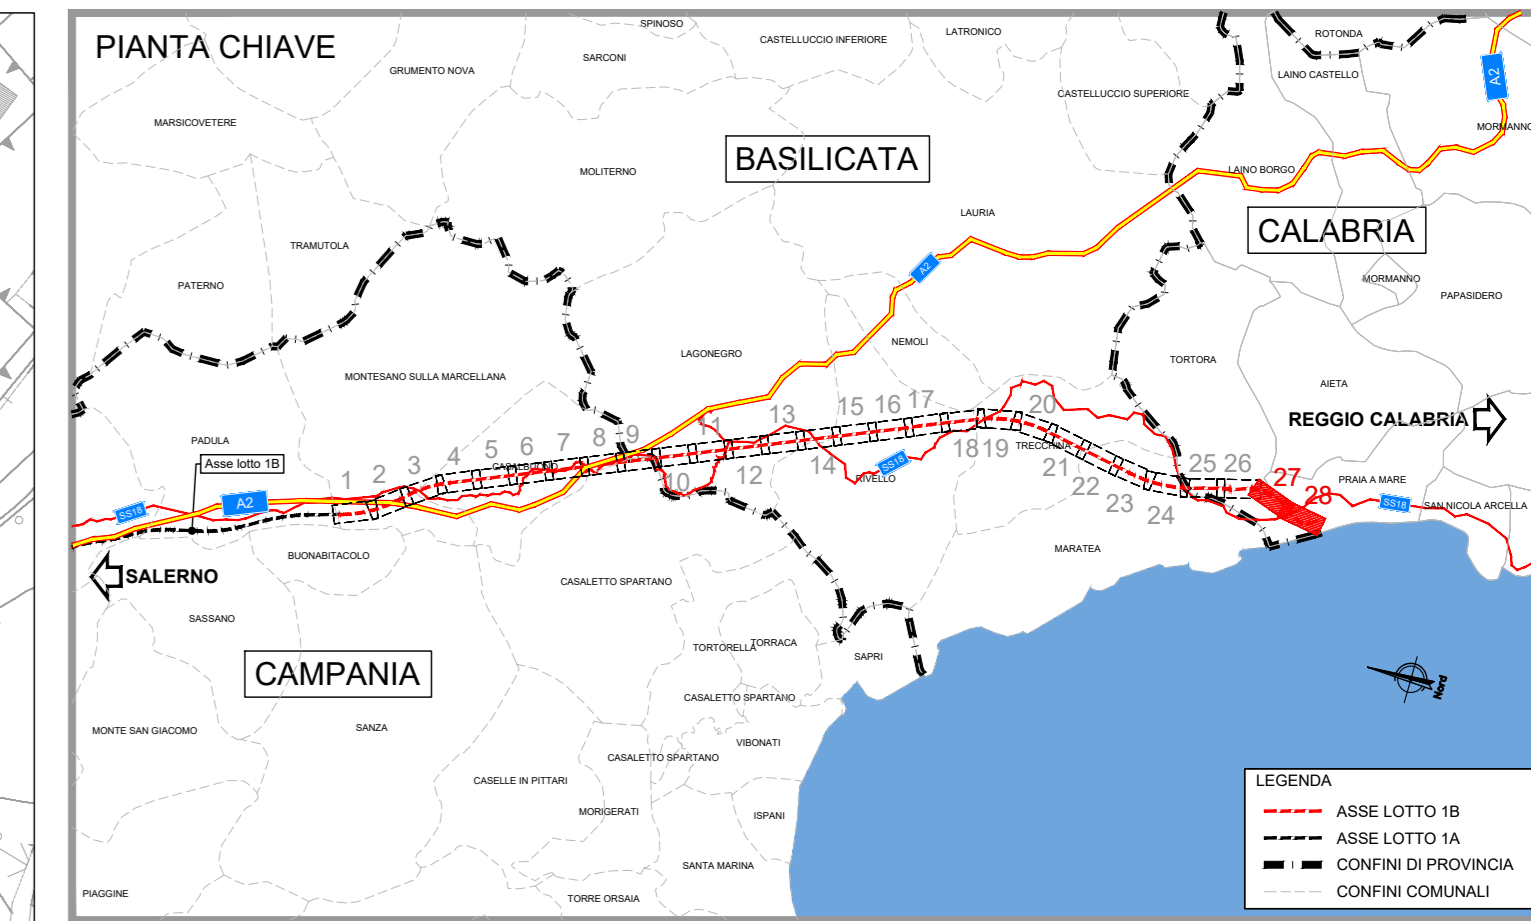 PIANTA CHIAVE
SPINOSO
CASTELLUCCIO INFERIORE
LATRONICO
ROTONDA
GRUMENTO NOVA
SARCONI
LAINO CASTELLO
A2
CASTELLUCCIO SUPERIORE
MARSICOVETERE
MORMANNO
BASILICATA
MOLITERNO
LAINO BORGO
LAURIA
CALABRIA
TRAMUTOLA
A2
MORMANNO
PATERNO
PAPASIDERO
NEMOLI
LAGONEGRO
TORTORA
MONTESANO SULLA MARCELLANA
AIETA
REGGIO CALABRIA
PADULA
Asse lotto 1B
1
2
3
4
5
6
7
8
9
10
11
12
13
14
15
16
17
18
19
20
21
22
23
24
25
26
27
28
CASALBUONO
TRECCHINA
RIVELLO
SS18
PRAIA A MARE
SS18
SAN NICOLA ARCELLA
SS18
A2
BUONABITACOLO
MARATEA
SALERNO
CASALETTO SPARTANO
SASSANO
TORTORELLA
TORRACA
SAPRI
CAMPANIA
CASALETTO SPARTANO
Nord
MONTE SAN GIACOMO
SANZA
VIBONATI
CASALETTO SPARTANO
CASELLE IN PITTARI
MORIGERATI
ISPANI
SANTA MARINA
PIAGGINE
TORRE ORSAIA
LEGENDA
ASSE LOTTO 1B
ASSE LOTTO 1A
CONFINI DI PROVINCIA
CONFINI COMUNALI